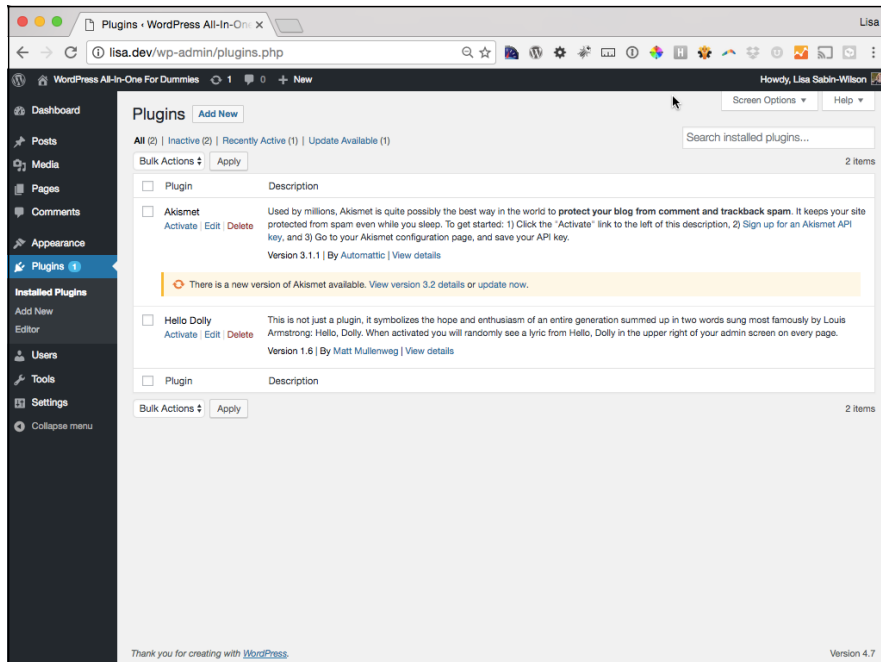 Plugins ‹ WordPress All-In-On
Lisa
lisa.dev/wp-admin/plugins.php
WordPress All-In-One For Dummies 1 0 + New
Howdy, Lisa Sabin-Wilson
Screen Options ▼ Help ▼
Dashboard
Posts
Media
Pages
Comments
Appearance
Plugins 1
Installed Plugins
Add New
Editor
Users
Tools
Settings
Collapse menu
Plugins Add New
All (2) | Inactive (2) | Recently Active (1) | Update Available (1)
Search installed plugins...
Bulk Actions Apply
2 items
Plugin Description
Akismet
Activate | Edit | Delete
Used by millions, Akismet is quite possibly the best way in the world to protect your blog from comment and trackback spam. It keeps your site
protected from spam even while you sleep. To get started: 1) Click the "Activate" link to the left of this description, 2) Sign up for an Akismet API
key, and 3) Go to your Akismet configuration page, and save your API key.
Version 3.1.1 | By Automattic | View details
There is a new version of Akismet available. View version 3.2 details or update now.
Hello Dolly
Activate | Edit | Delete
This is not just a plugin, it symbolizes the hope and enthusiasm of an entire generation summed up in two words sung most famously by Louis
Armstrong: Hello, Dolly. When activated you will randomly see a lyric from Hello, Dolly in the upper right of your admin screen on every page.
Version 1.6 | By Matt Mullenweg | View details
Plugin Description
Bulk Actions Apply
2 items
Thank you for creating with WordPress.
Version 4.7